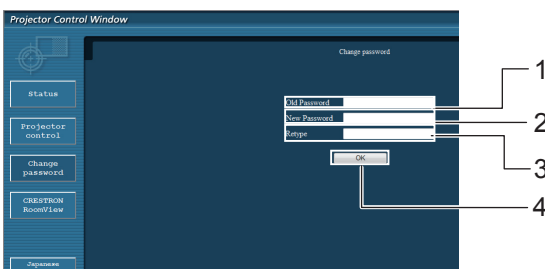 Projector Control Window
Change password
1
Status
Old Password
New Password
2
Projector
control
Retype
OK
3
Change
password
4
CRESTRON
RoomView
Japanese